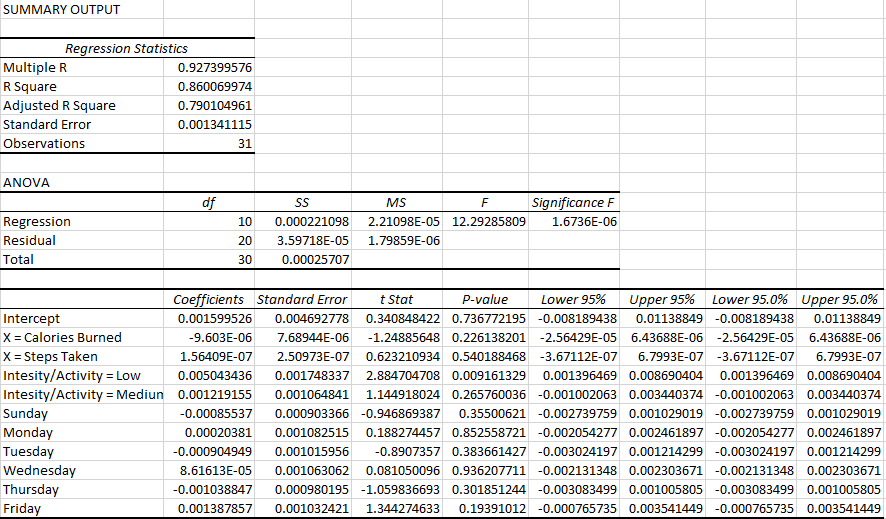 SUMMARY OUTPUT
Regression Statistics
Multiple R 0.927399576
R Square 0.860069974
Adjusted R Square 0.790104961
Standard Error 0.001341115
Observations 31
ANOVA
df SS MS F Significance F
Regression 10 0.000221098 2.21098E-05 12.29285809 1.6736E-06
Residual 20 3.59718E-05 1.79859E-06
Total 30 0.00025707
Coefficients Standard Error t Stat P-value Lower 95% Upper 95% Lower 95.0% Upper 95.0%
Intercept 0.001599526 0.004692778 0.340848422 0.736772195 -0.008189438 0.01138849 -0.008189438 0.01138849
X = Calories Burned -9.603E-06 7.68944E-06 -1.24885648 0.226138201 -2.56429E-05 6.43688E-06 -2.56429E-05 6.43688E-06
X = Steps Taken 1.56409E-07 2.50973E-07 0.623210934 0.540188468 -3.67112E-07 6.7993E-07 -3.67112E-07 6.7993E-07
Intesity/Activity = Low 0.005043436 0.001748337 2.884704708 0.009161329 0.001396469 0.008690404 0.001396469 0.008690404
Intesity/Activity = Mediun 0.001219155 0.001064841 1.144918024 0.265760036 -0.001002063 0.003440374 -0.001002063 0.003440374
Sunday -0.00085537 0.000903366 -0.946869387 0.35500621 -0.002739759 0.001029019 -0.002739759 0.001029019
Monday 0.00020381 0.001082515 0.188274457 0.852558721 -0.002054277 0.002461897 -0.002054277 0.002461897
Tuesday -0.000904949 0.001015956 -0.8907357 0.383661427 -0.003024197 0.001214299 -0.003024197 0.001214299
Wednesday 8.61613E-05 0.001063062 0.081050096 0.936207711 -0.002131348 0.002303671 -0.002131348 0.002303671
Thursday -0.001038847 0.000980195 -1.059836693 0.301851244 -0.003083499 0.001005805 -0.003083499 0.001005805
Friday 0.001387857 0.001032421 1.344274633 0.19391012 -0.000765735 0.003541449 -0.000765735 0.003541449